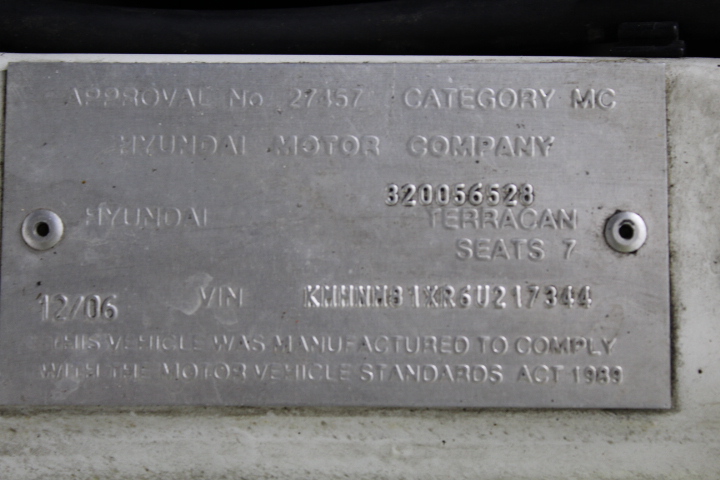 APPROVAL No. 27457 CATEGORY MC
HYUNDAI MOTOR COMPANY
320056528
HYUNDAI TERRACAN
SEATS 7
12/06 VIN KMHNM81XR6U217344
THIS VEHICLE WAS MANUFACTURED TO COMPLY
WITH THE MOTOR VEHICLE STANDARDS ACT 1989